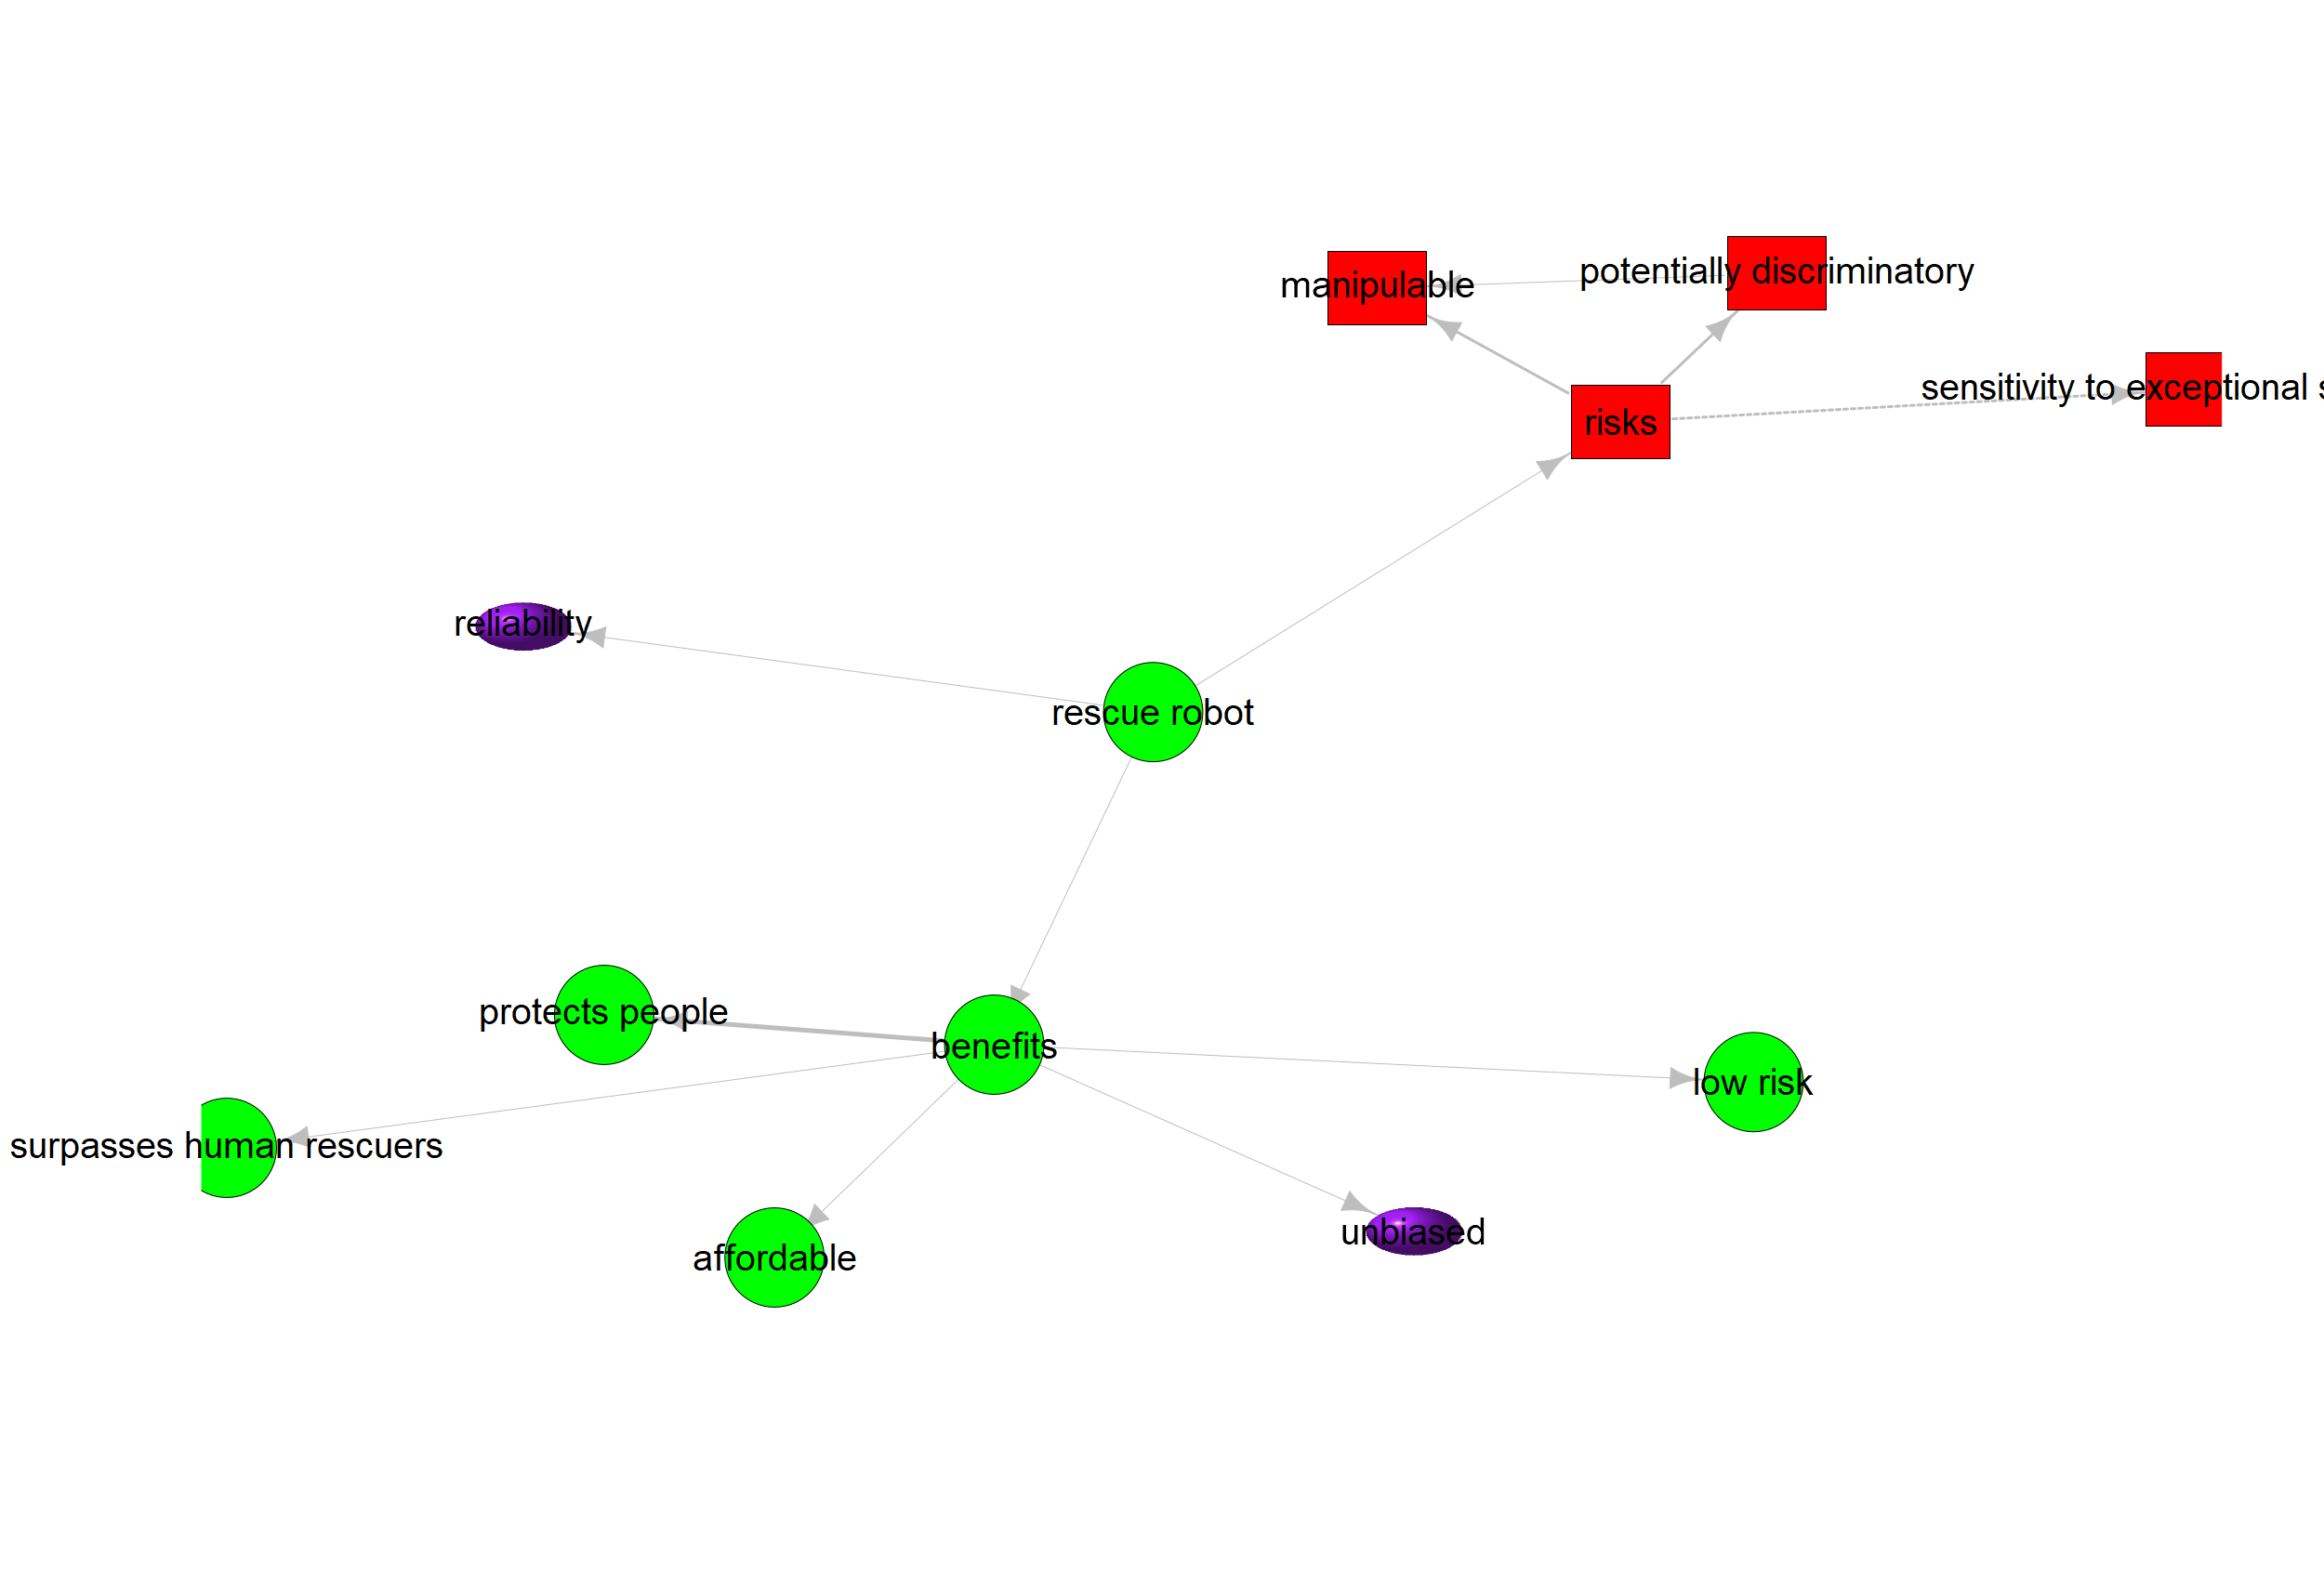 potentially discriminatory
manipulable
sensitivity to exceptional s
risks
reliability
rescue robot
protects people
benefits
low risk
surpasses human rescuers
unbiased
affordable